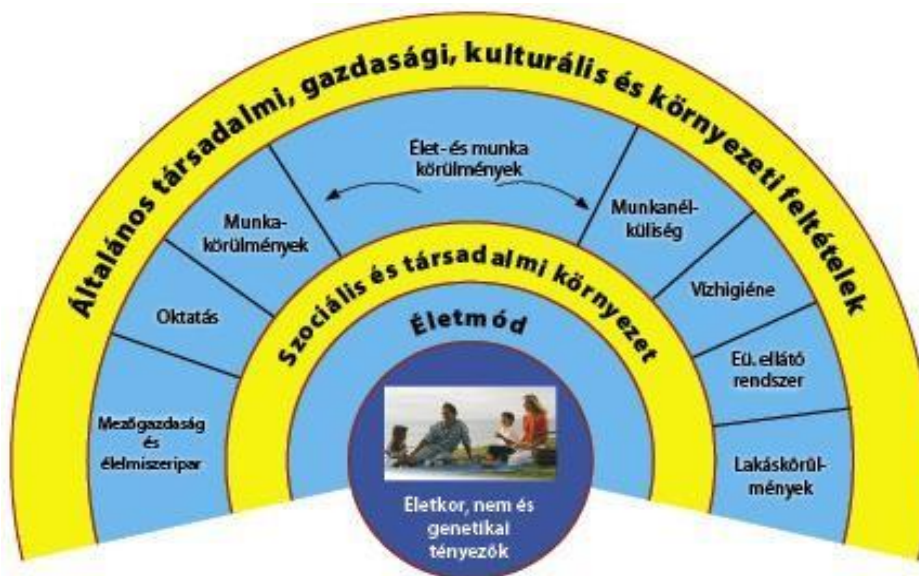 Általános társadalmi, gazdasági, kulturális és környezeti feltételek
Élet- és munka
körülmények
Munka-
körülmények
Munkanél-
küliség
Oktatás
Vízhigiéne
Mezőgazdaság
és
élelmiszeripar
Eü. ellátó
rendszer
Lakáskörül-
mények
Szociális és társadalmi környezet
Életmód
Életkor, nem és
genetikai
tényezők